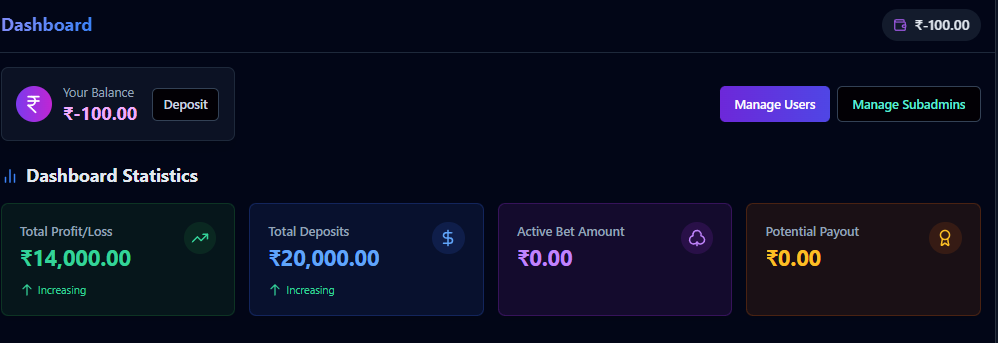 Dashboard
₹-100.00
Your Balance
₹-100.00
Deposit
Manage Users
Manage Subadmins
Dashboard Statistics
Total Profit/Loss
₹14,000.00
↑ Increasing
Total Deposits
₹20,000.00
↑ Increasing
Active Bet Amount
₹0.00
Potential Payout
₹0.00